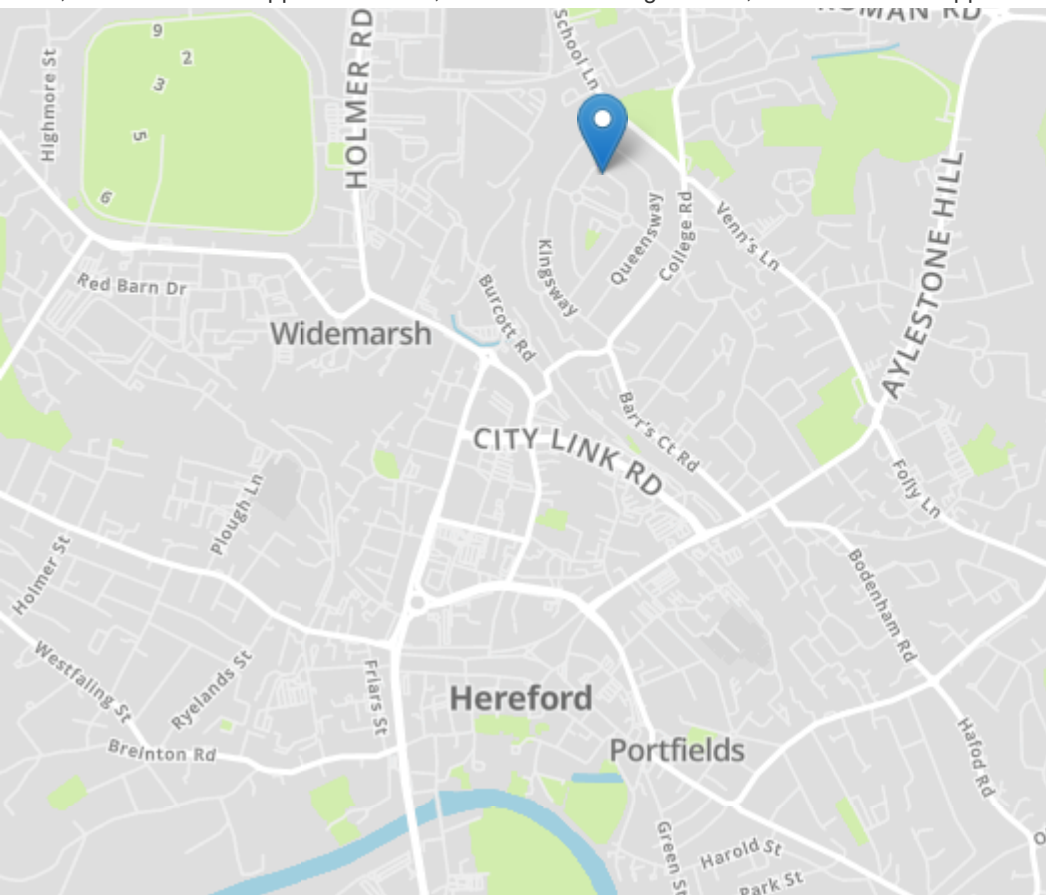 ROMAN RD
School Ln
HOLMER RD
Highmore St
9
2
3
5
6
AYLESTONE HILL
Queensway
College Rd
Venn's Ln
Kingsway
Red Barn Dr
Burcott Rd
Widemarsh
Barr's Ct Rd
CITY LINK RD
Folly Ln
Plough Ln
Holmer St
Bodenham Rd
Westfaling St
Ryelands St
Friars St
Hereford
Breinton Rd
Portfields
Hafod Rd
Green St
Harold St
Park St